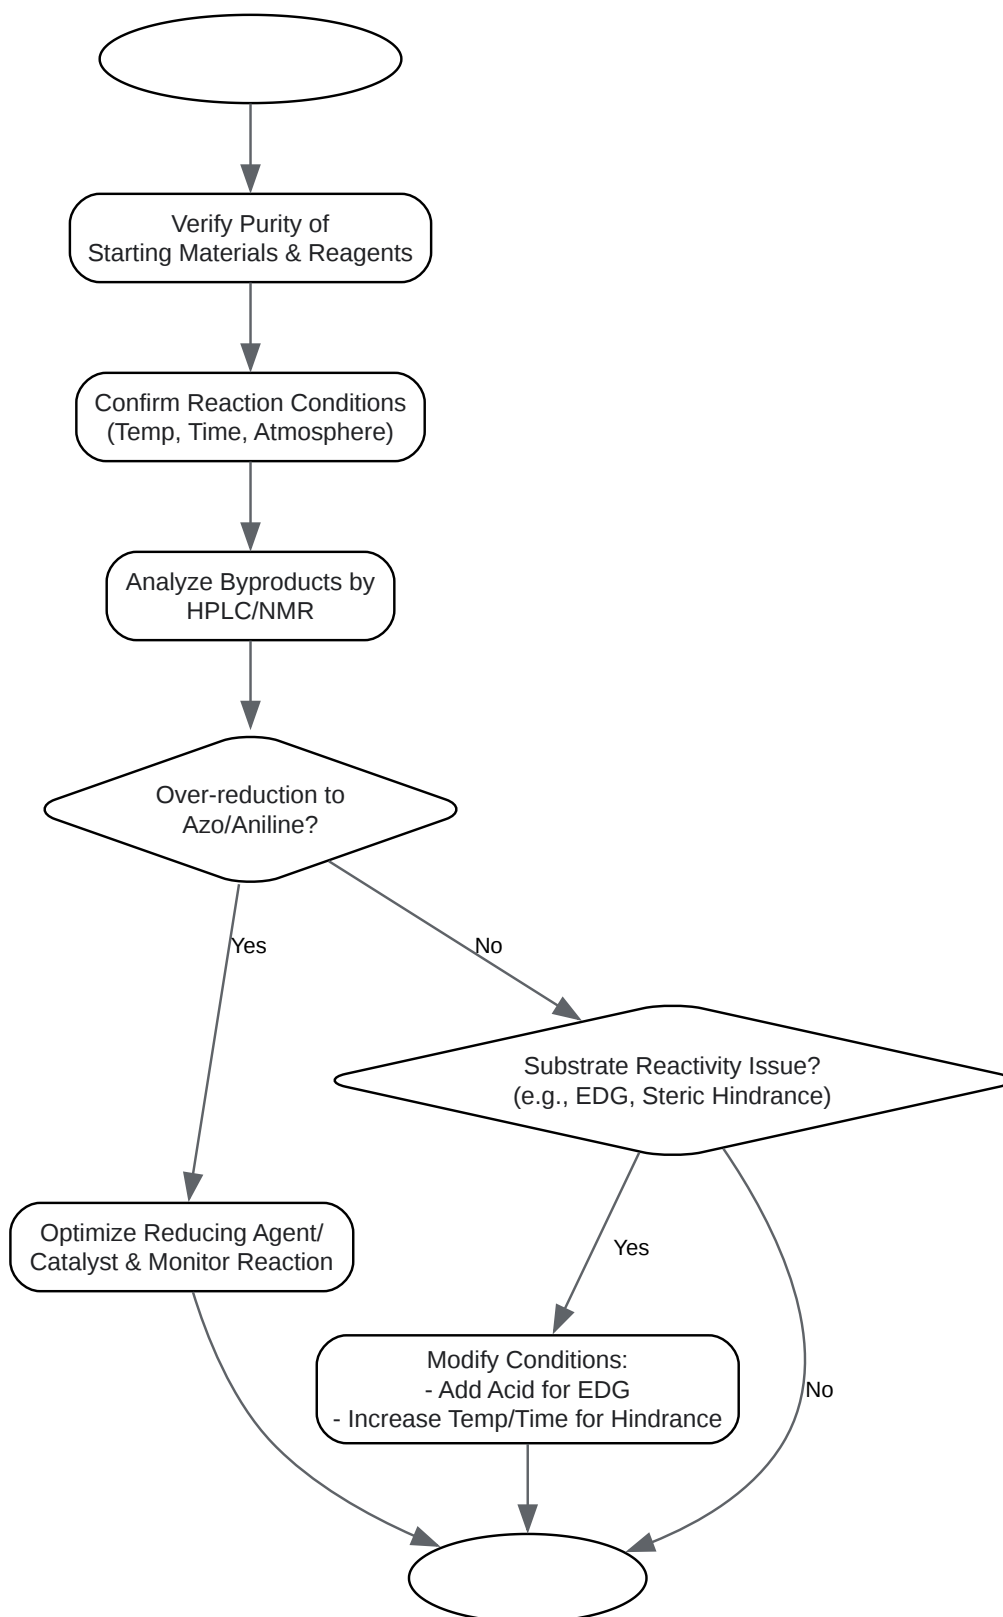 Verify Purity of
Starting Materials & Reagents
Confirm Reaction Conditions
(Temp, Time, Atmosphere)
Analyze Byproducts by
HPLC/NMR
Over-reduction to
Azo/Aniline?
Yes
No
Substrate Reactivity Issue?
(e.g., EDG, Steric Hindrance)
Optimize Reducing Agent/
Catalyst & Monitor Reaction
Yes
Modify Conditions:
- Add Acid for EDG
- Increase Temp/Time for Hindrance
No